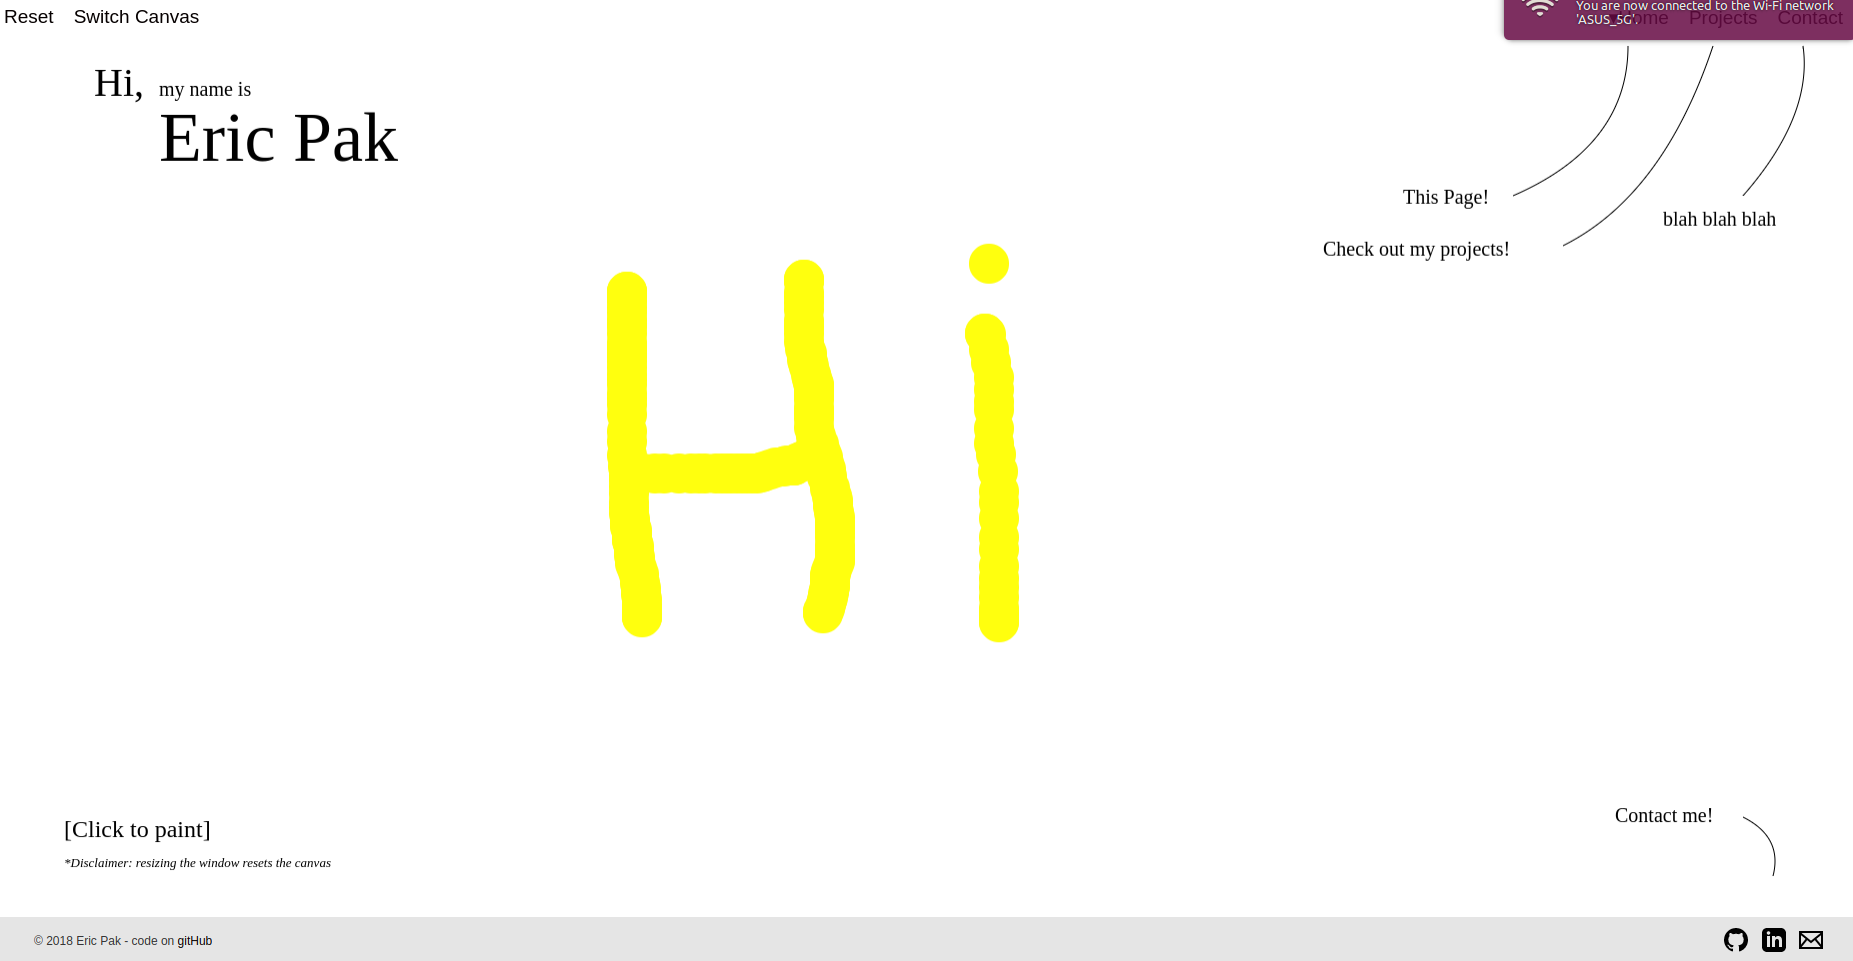 Reset Switch Canvas
You are now connected to the Wi-Fi network
'ASUS_5G'.
Home Projects Contact
Hi, my name is
Eric Pak
This Page!
blah blah blah
Check out my projects!
Hi
Contact me!
[Click to paint]
*Disclaimer: resizing the window resets the canvas
© 2018 Eric Pak - code on gitHub
in